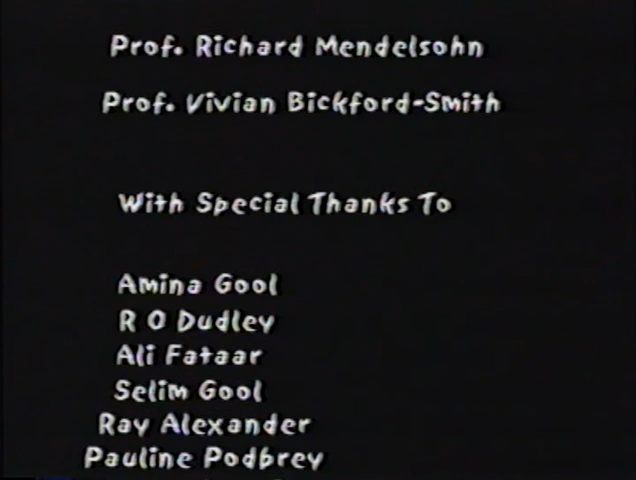 Prof. Richard Mendelsohn
Prof. Vivian Bickford-Smith
With Special Thanks To
Amina Gool
R O Dudley
Ali Fataar
Selim Gool
Ray Alexander
Pauline Podbrey